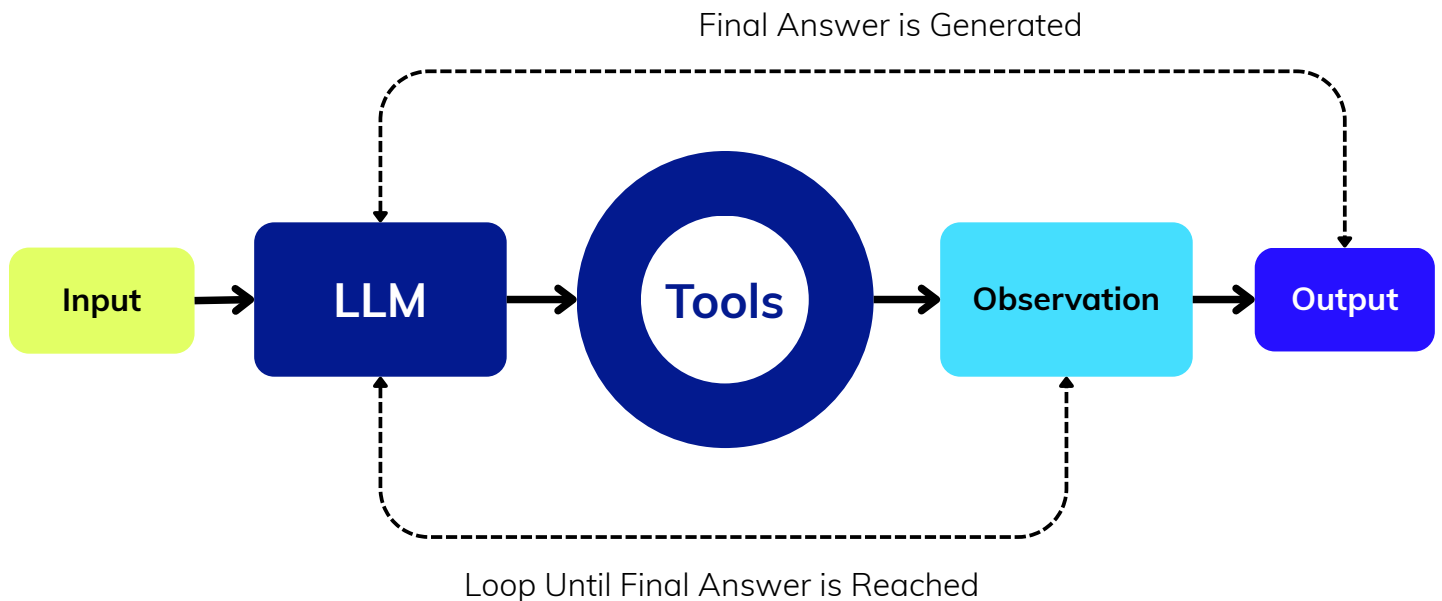 Final Answer is Generated
Input
LLM
Tools
Observation
Output
Loop Until Final Answer is Reached